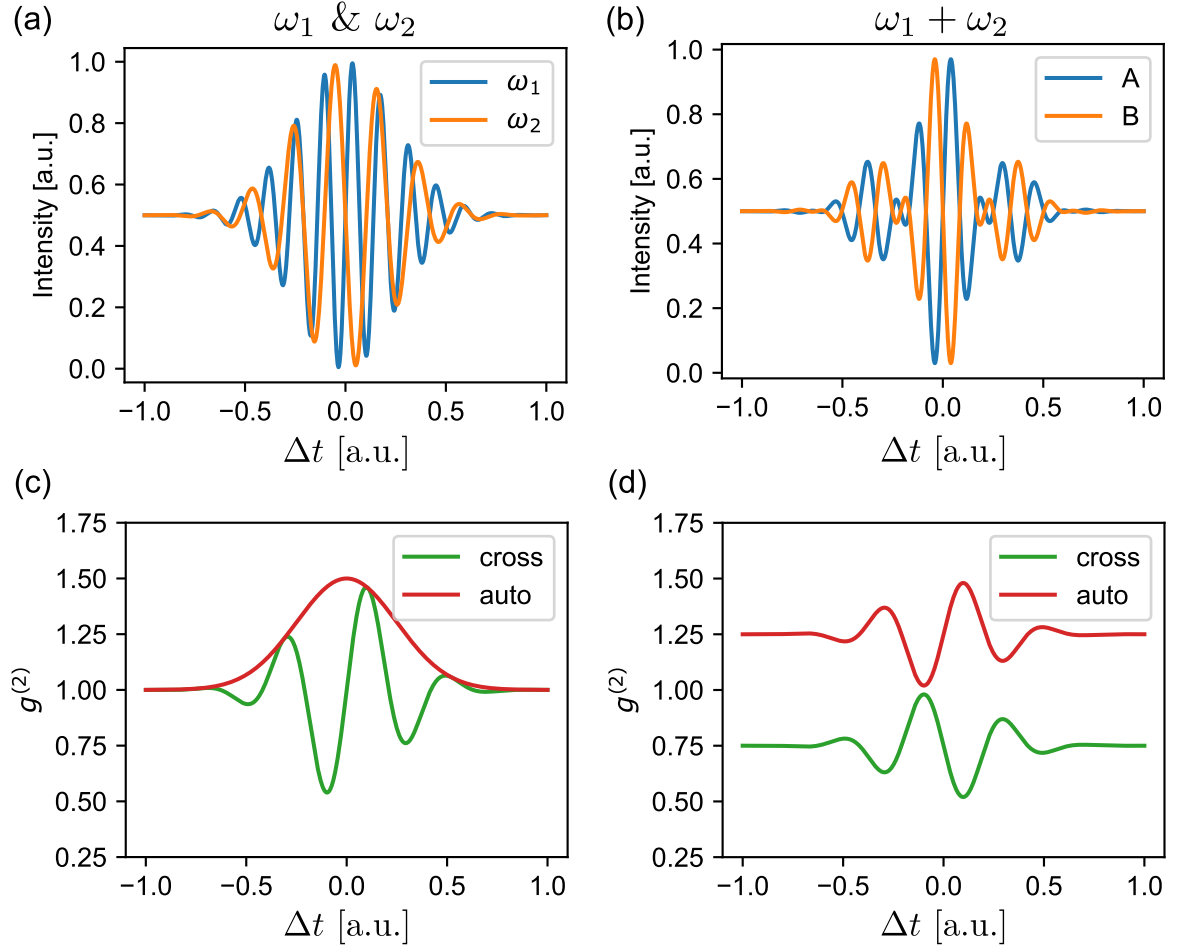 (a)
ω₁ & ω₂
1.0
0.8
0.6
0.4
0.2
0.0
Intensity [a.u.]
ω₁
ω₂
−1.0 −0.5 0.0 0.5 1.0
Δt [a.u.]
(b)
ω₁ + ω₂
1.0
0.8
0.6
0.4
0.2
0.0
Intensity [a.u.]
A
B
−1.0 −0.5 0.0 0.5 1.0
Δt [a.u.]
(c)
1.75
1.50
1.25
1.00
0.75
0.50
0.25
g⁽²⁾
cross
auto
−1.0 −0.5 0.0 0.5 1.0
Δt [a.u.]
(d)
1.75
1.50
1.25
1.00
0.75
0.50
0.25
g⁽²⁾
cross
auto
−1.0 −0.5 0.0 0.5 1.0
Δt [a.u.]